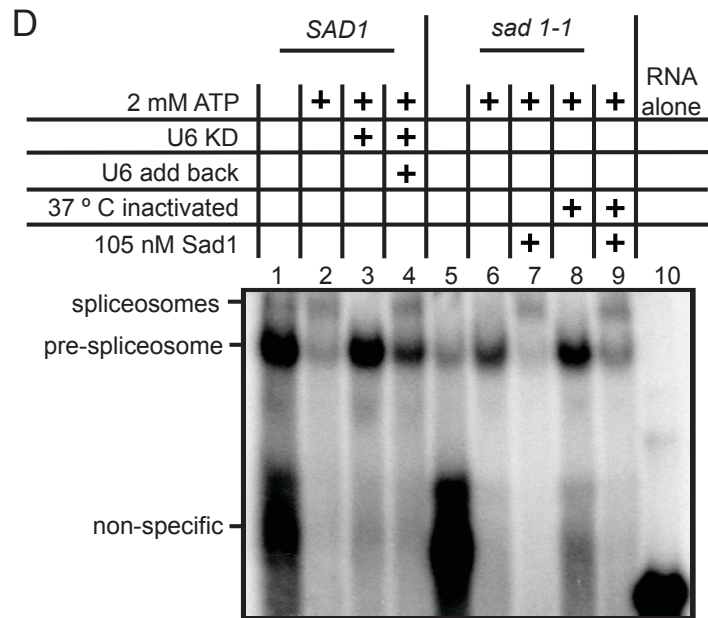 D
SAD1 sad 1-1 RNA alone
2 mM ATP + + + + + + +
U6 KD + +
U6 add back +
37 º C inactivated + +
105 nM Sad1 + +
1 2 3 4 5 6 7 8 9 10
spliceosomes
pre-spliceosome
non-specific